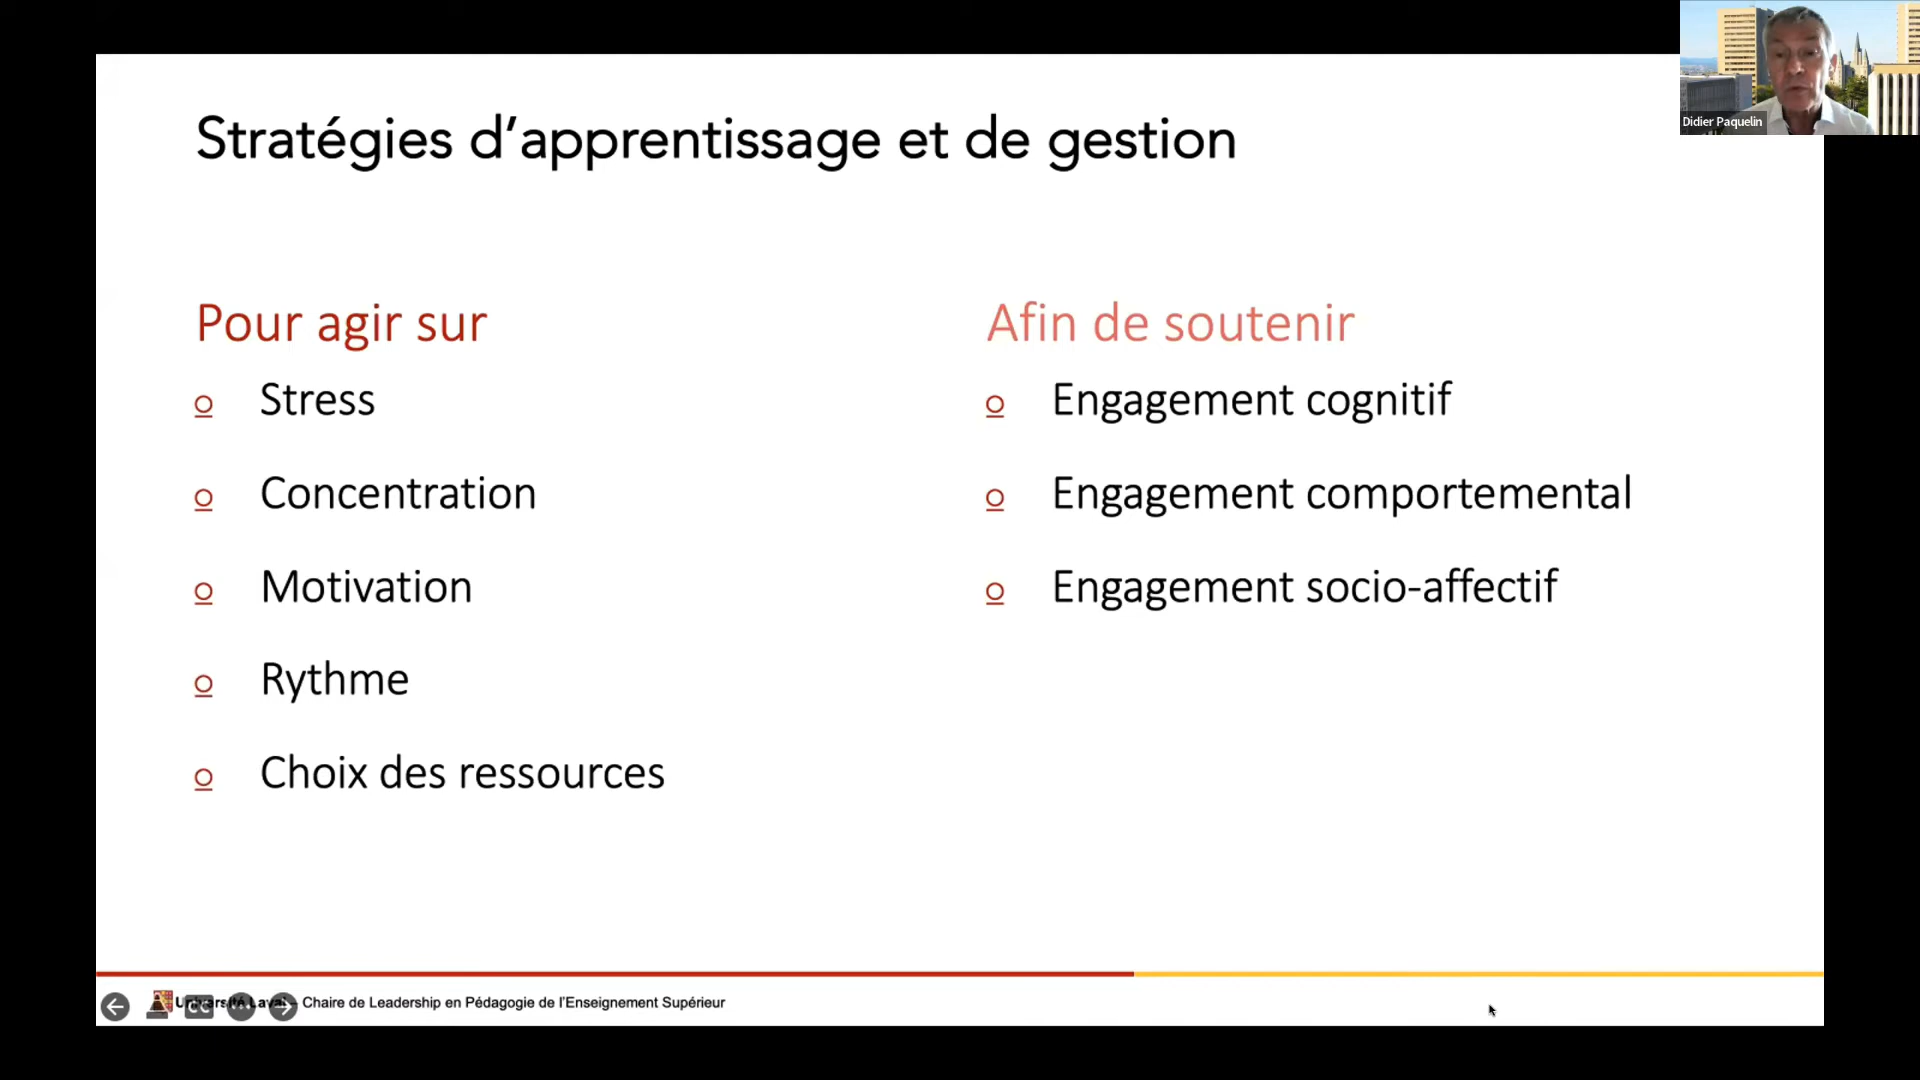 Didier Paquelin
Stratégies d’apprentissage et de gestion
Pour agir sur
o Stress
o Concentration
o Motivation
o Rythme
o Choix des ressources
Afin de soutenir
o Engagement cognitif
o Engagement comportemental
o Engagement socio-affectif
Université Laval – Chaire de Leadership en Pédagogie de l’Enseignement Supérieur
CC